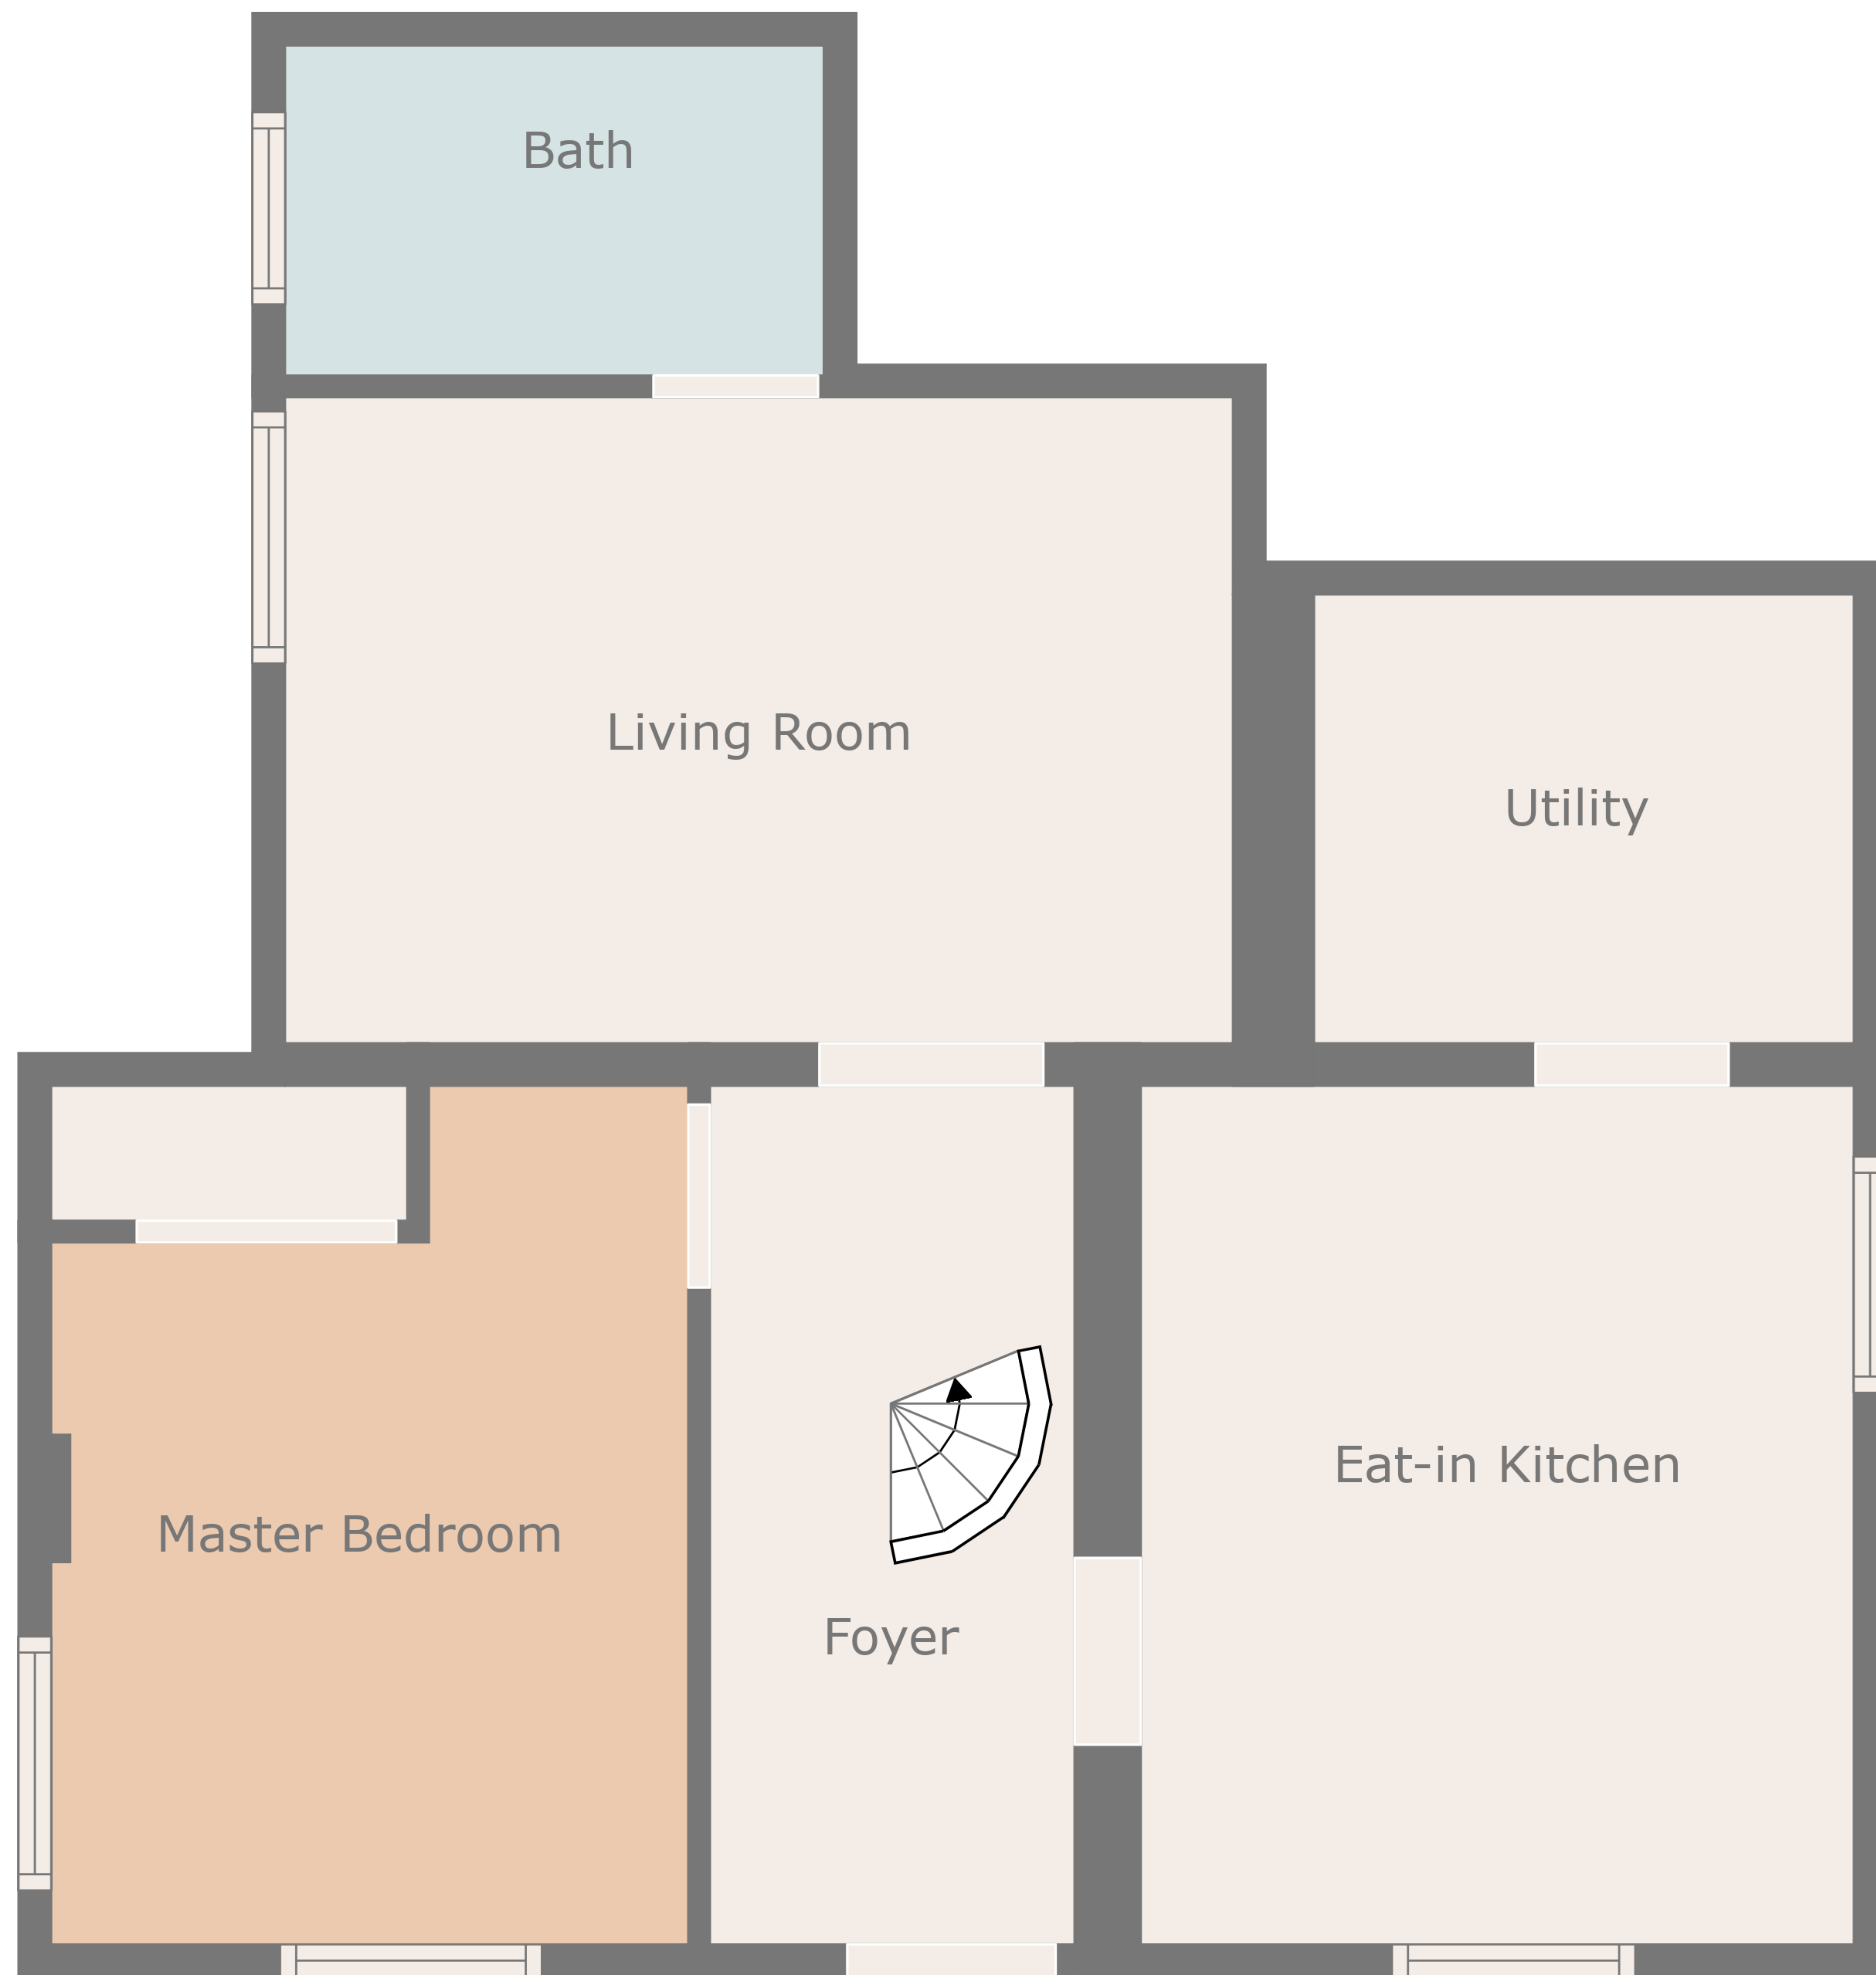 Bath
Living Room
Utility
Eat-in Kitchen
Master Bedroom
Foyer